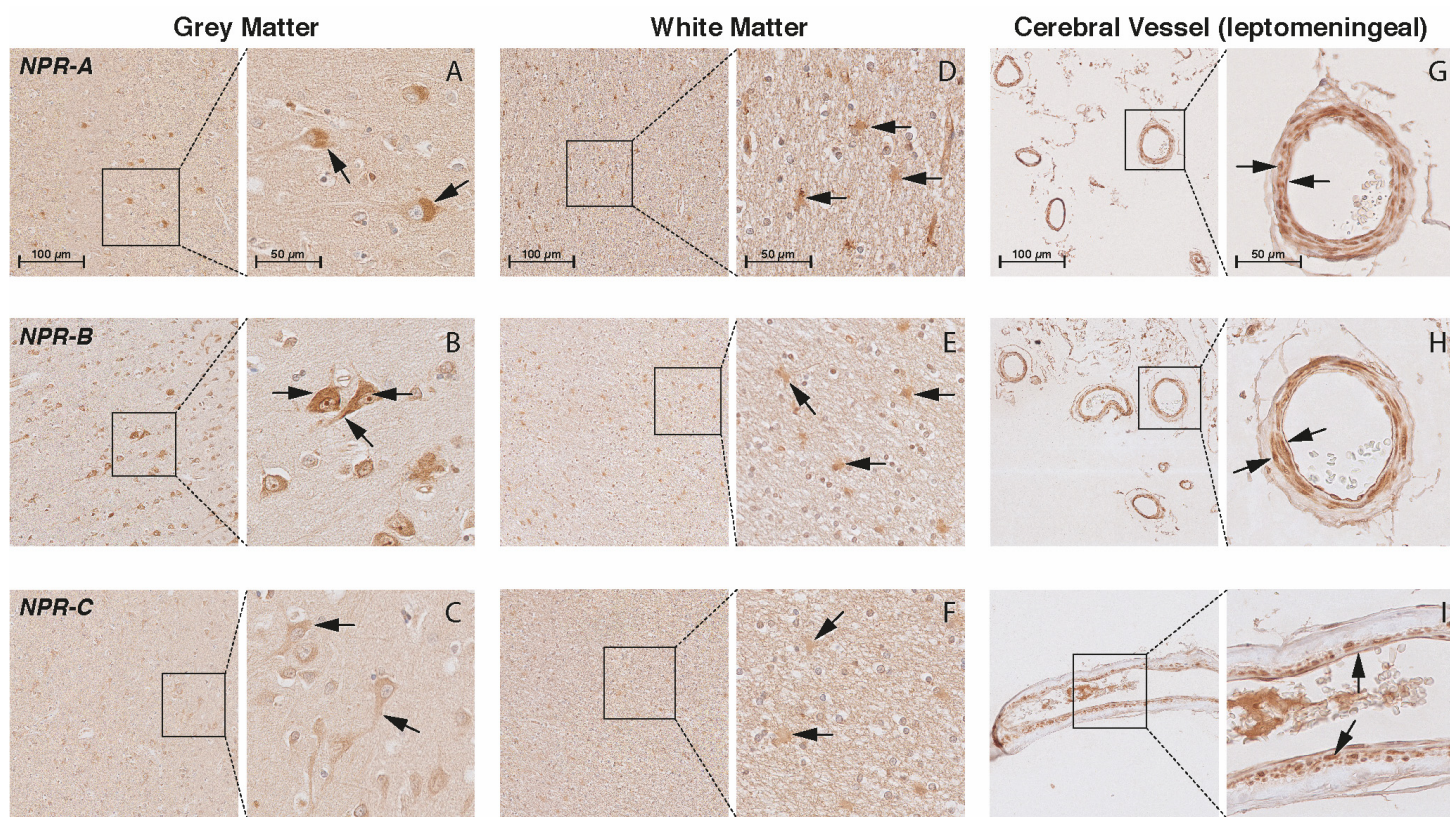 Grey Matter
White Matter
Cerebral Vessel (leptomeningeal)
NPR-A
A
D
G
100 µm
50 µm
100 µm
50 µm
100 µm
50 µm
NPR-B
B
E
H
NPR-C
C
F
I